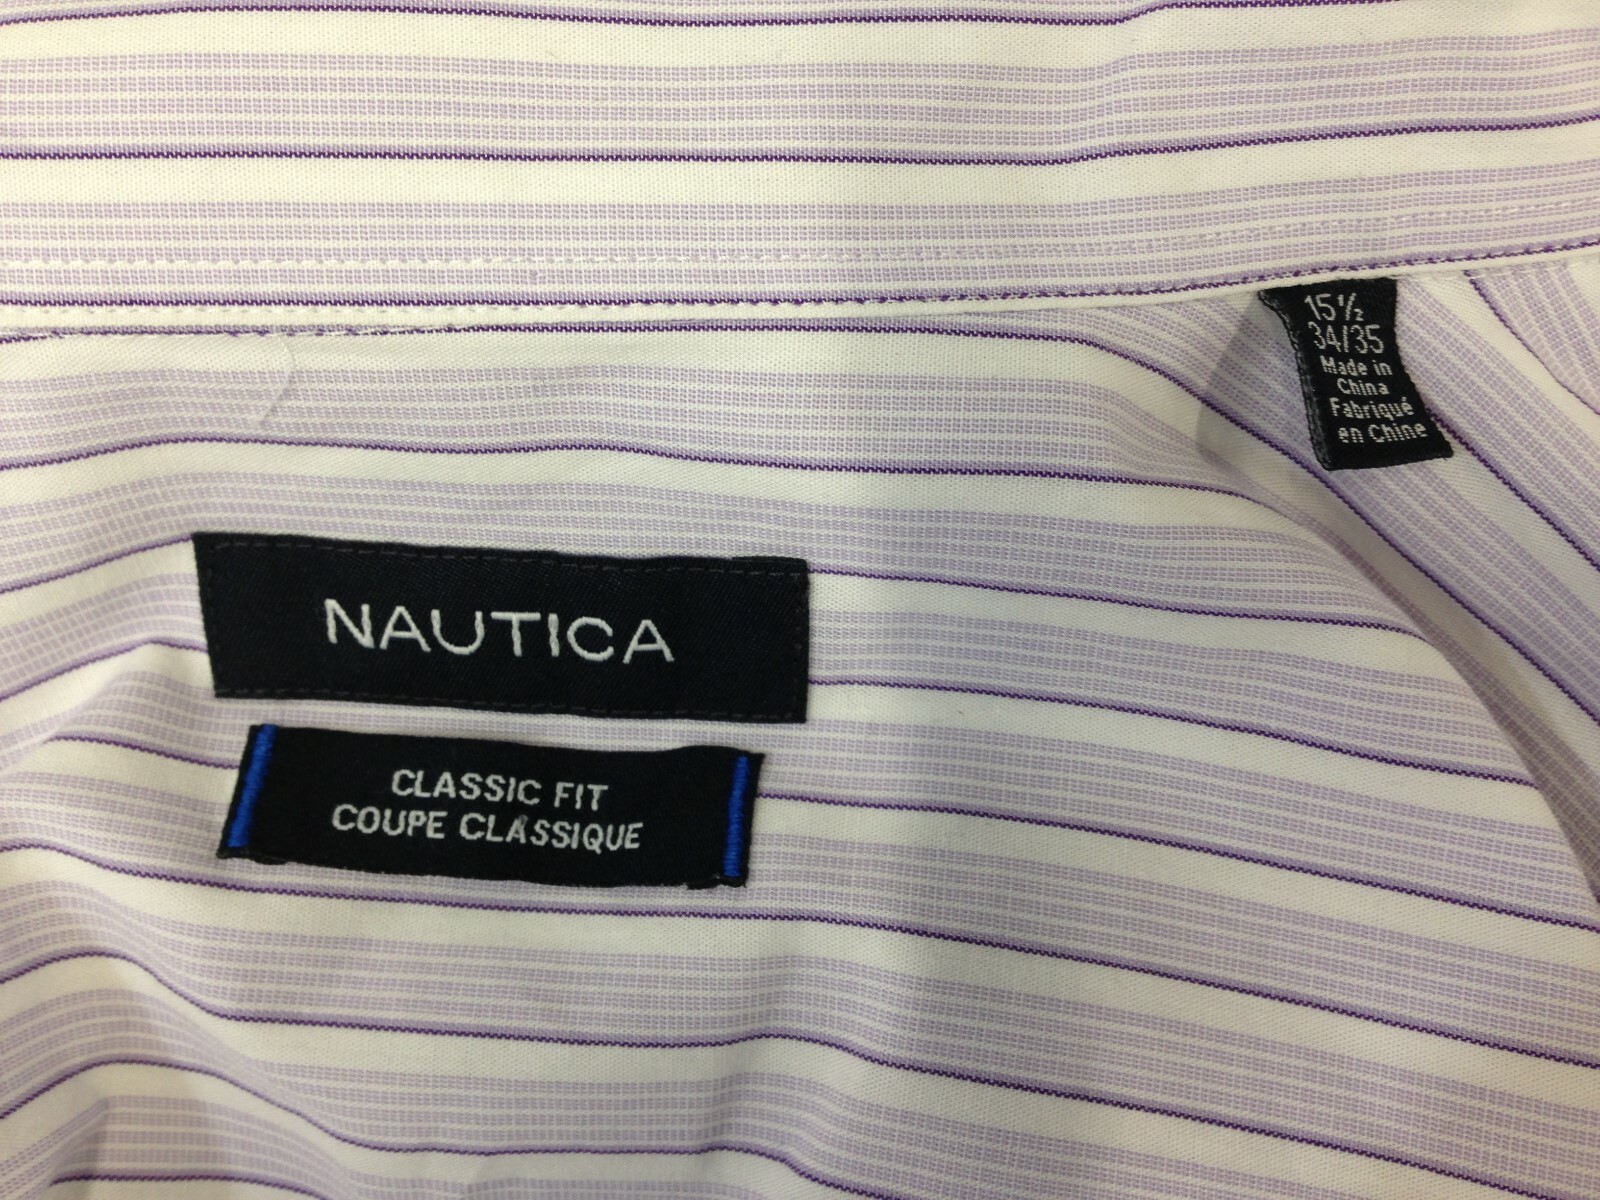 15½
34/35
Made in
China
Fabriqué
en Chine
NAUTICA
CLASSIC FIT
COUPE CLASSIQUE